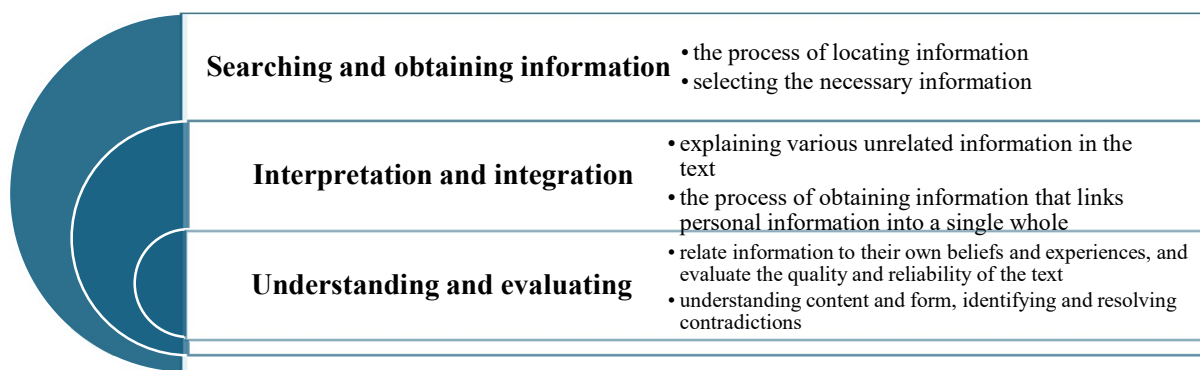 Searching and obtaining information
• the process of locating information
• selecting the necessary information
Interpretation and integration
• explaining various unrelated information in the
text
• the process of obtaining information that links
personal information into a single whole
Understanding and evaluating
• relate information to their own beliefs and experiences, and
evaluate the quality and reliability of the text
• understanding content and form, identifying and resolving
contradictions